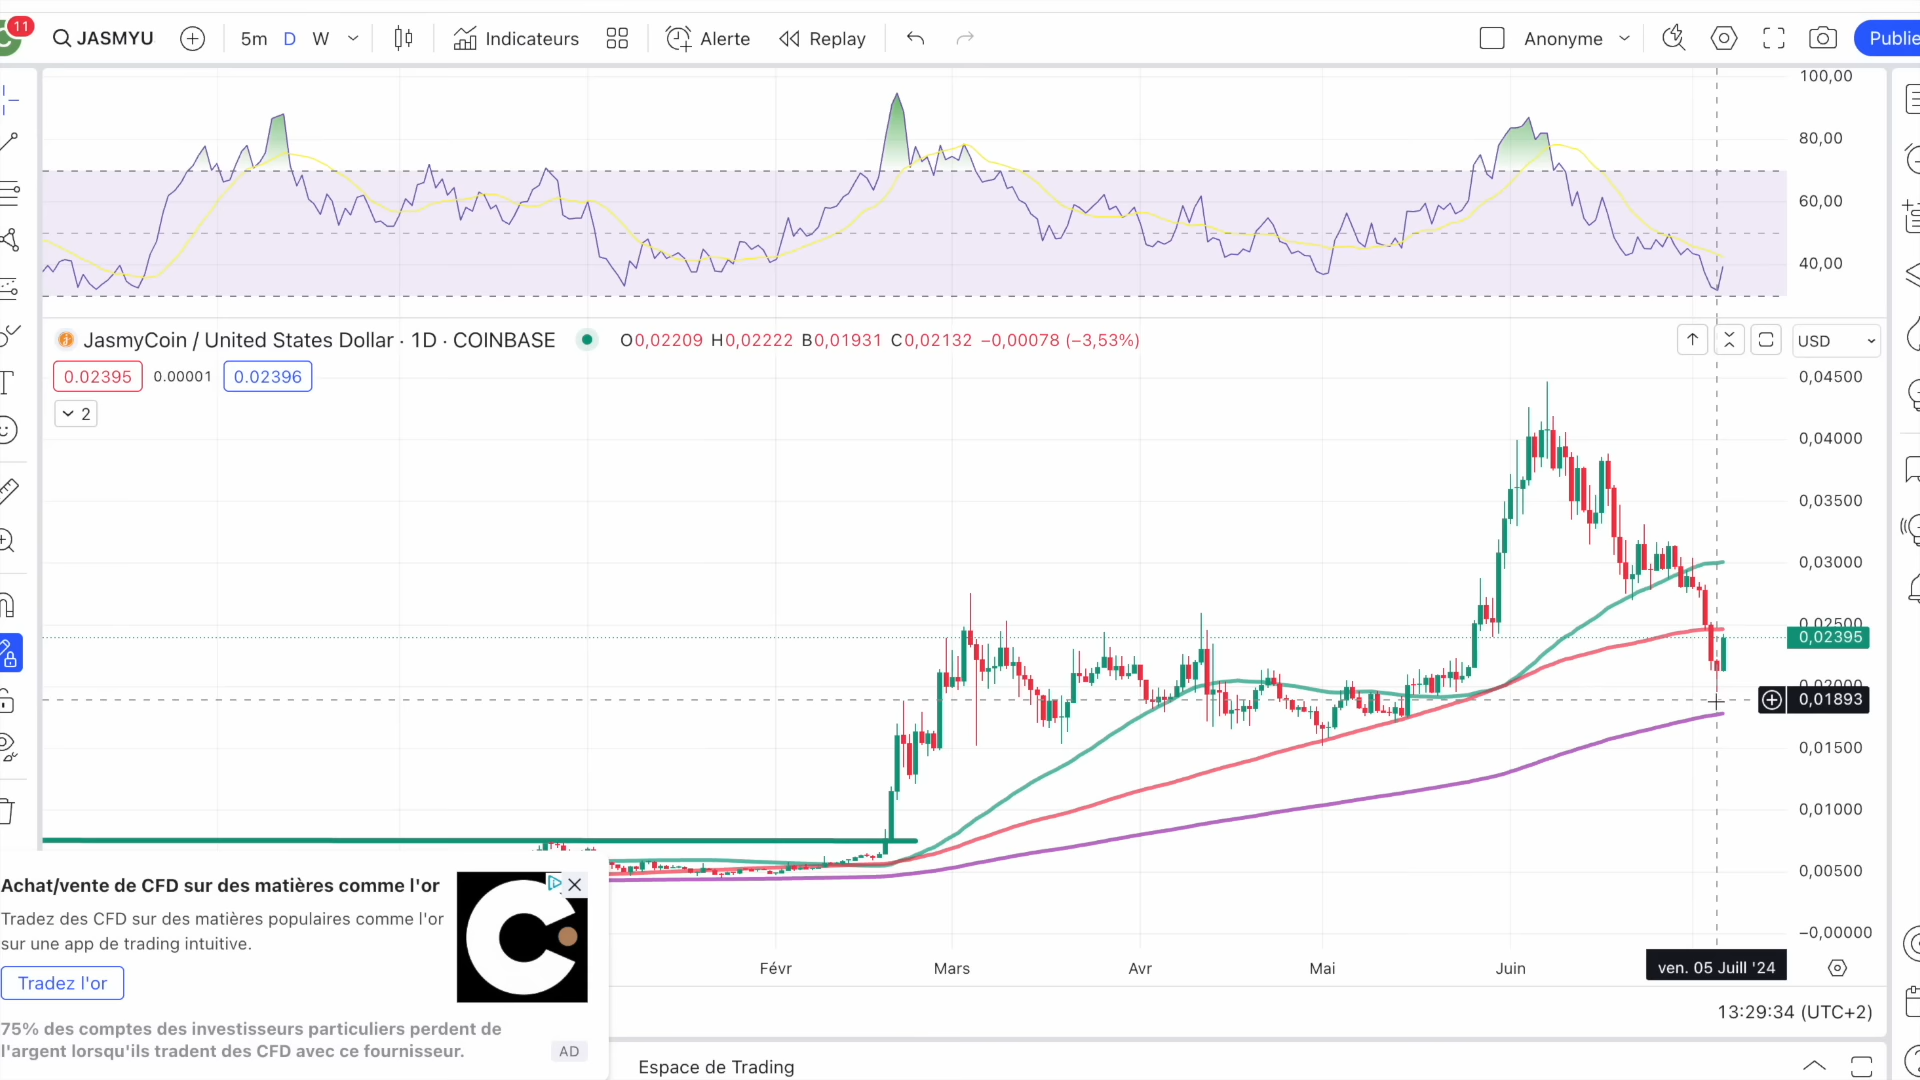 11
JASMYU
5m D W
Indicateurs
Alerte
Replay
Anonyme
Publie
100,00
80,00
60,00
40,00
JasmyCoin / United States Dollar · 1D · COINBASE
O0,02209 H0,02222 B0,01931 C0,02132 −0,00078 (−3,53%)
USD
0.02395 0.00001 0.02396
2
0,04500
0,04000
0,03500
0,03000
0,02500
0,02395
0,02000
0,01893
0,01500
0,01000
0,00500
−0,00000
Févr Mars Avr Mai Juin ven. 05 Juill '24
Achat/vente de CFD sur des matières comme l'or
Tradez des CFD sur des matières populaires comme l'or
sur une app de trading intuitive.
Tradez l'or
75% des comptes des investisseurs particuliers perdent de
l'argent lorsqu'ils tradent des CFD avec ce fournisseur.
AD
13:29:34 (UTC+2)
Espace de Trading